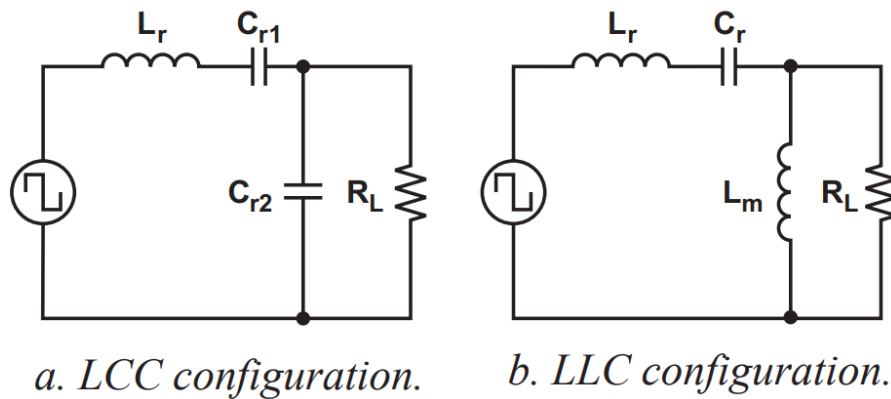 Lr
Cr1
Cr2
RL
a. LCC configuration.
Lr
Cr
Lm
RL
b. LLC configuration.